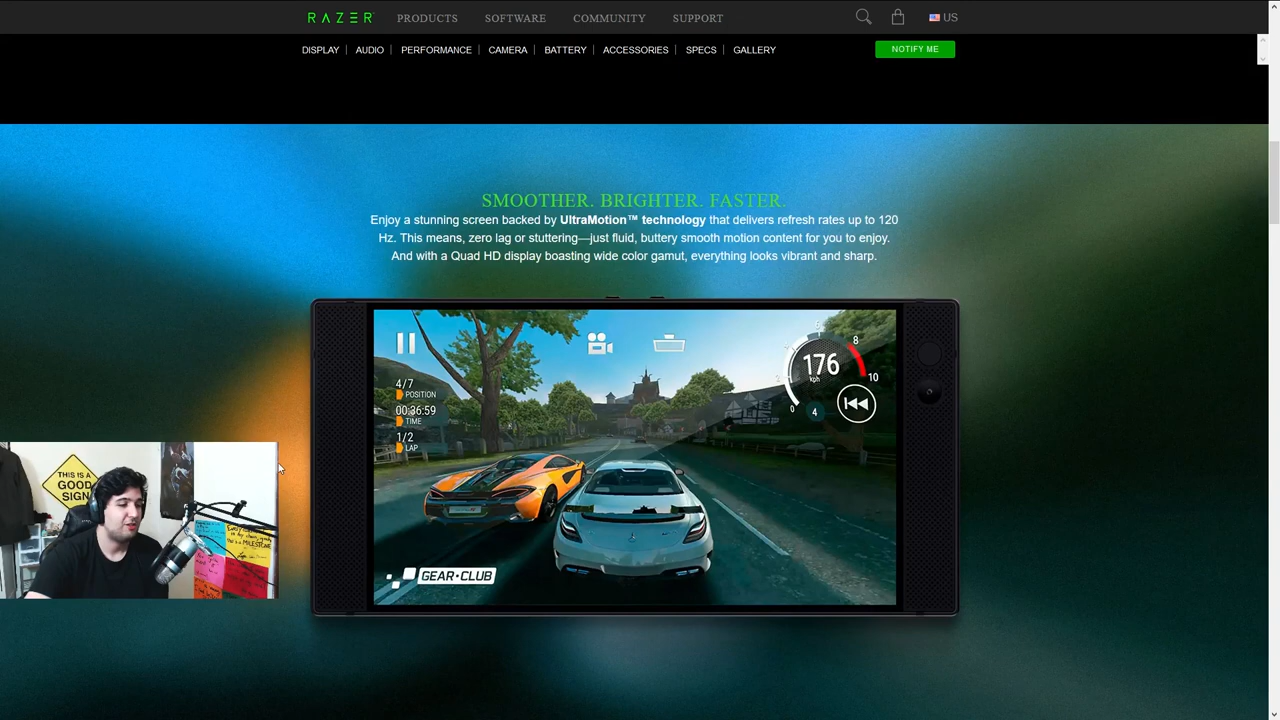 RAZER
PRODUCTS
SOFTWARE
COMMUNITY
SUPPORT
US
DISPLAY
AUDIO
PERFORMANCE
CAMERA
BATTERY
ACCESSORIES
SPECS
GALLERY
NOTIFY ME
SMOOTHER. BRIGHTER. FASTER.
Enjoy a stunning screen backed by UltraMotion™ technology that delivers refresh rates up to 120
Hz. This means, zero lag or stuttering—just fluid, buttery smooth motion content for you to enjoy.
And with a Quad HD display boasting wide color gamut, everything looks vibrant and sharp.
4/7
POSITION
00:36:59
TIME
1/2
LAP
6
8
10
176
kph
0
4
GEAR•CLUB
THIS IS A
GOOD
SIGN